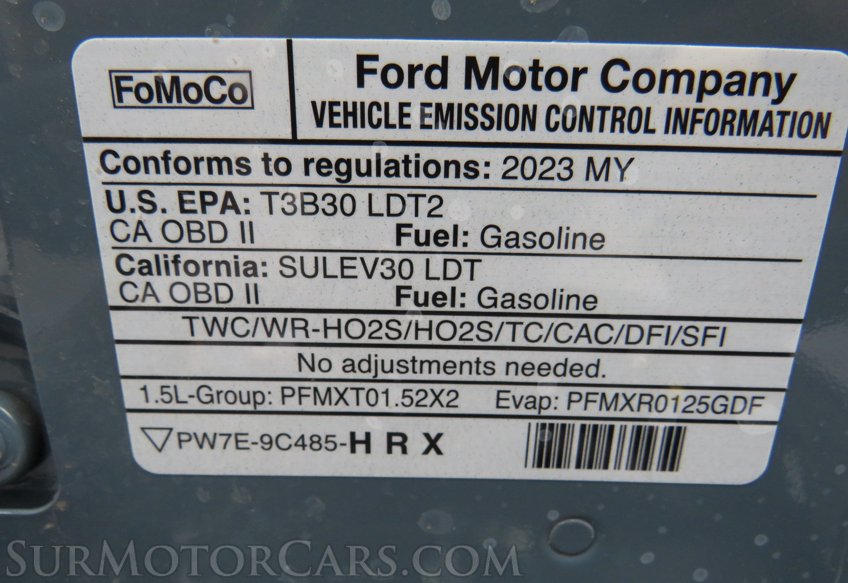 FoMoCo
Ford Motor Company
VEHICLE EMISSION CONTROL INFORMATION
Conforms to regulations: 2023 MY
U.S. EPA: T3B30 LDT2
CA OBD II Fuel: Gasoline
California: SULEV30 LDT
CA OBD II Fuel: Gasoline
TWC/WR-HO2S/HO2S/TC/CAC/DFI/SFI
No adjustments needed.
1.5L-Group: PFMXT01.52X2 Evap: PFMXR0125GDF
▽PW7E-9C485-H R X
SURMOTORCARS.COM